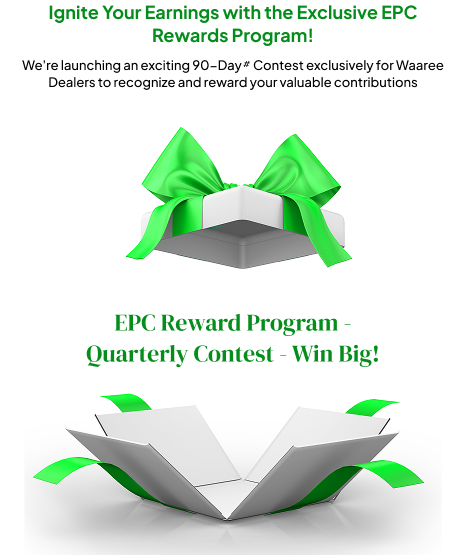 Ignite Your Earnings with the Exclusive EPC
Rewards Program!
We're launching an exciting 90–Day# Contest exclusively for Waaree
Dealers to recognize and reward your valuable contributions
EPC Reward Program -
Quarterly Contest - Win Big!